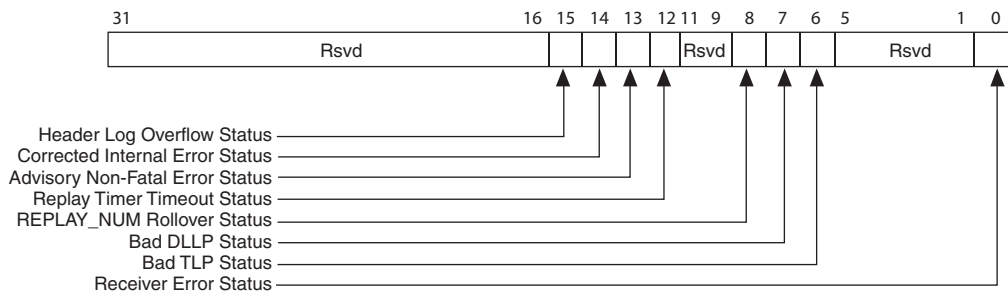 31 16 15 14 13 12 11 9 8 7 6 5 1 0
Rsvd Rsvd Rsvd
Header Log Overflow Status
Corrected Internal Error Status
Advisory Non-Fatal Error Status
Replay Timer Timeout Status
REPLAY_NUM Rollover Status
Bad DLLP Status
Bad TLP Status
Receiver Error Status